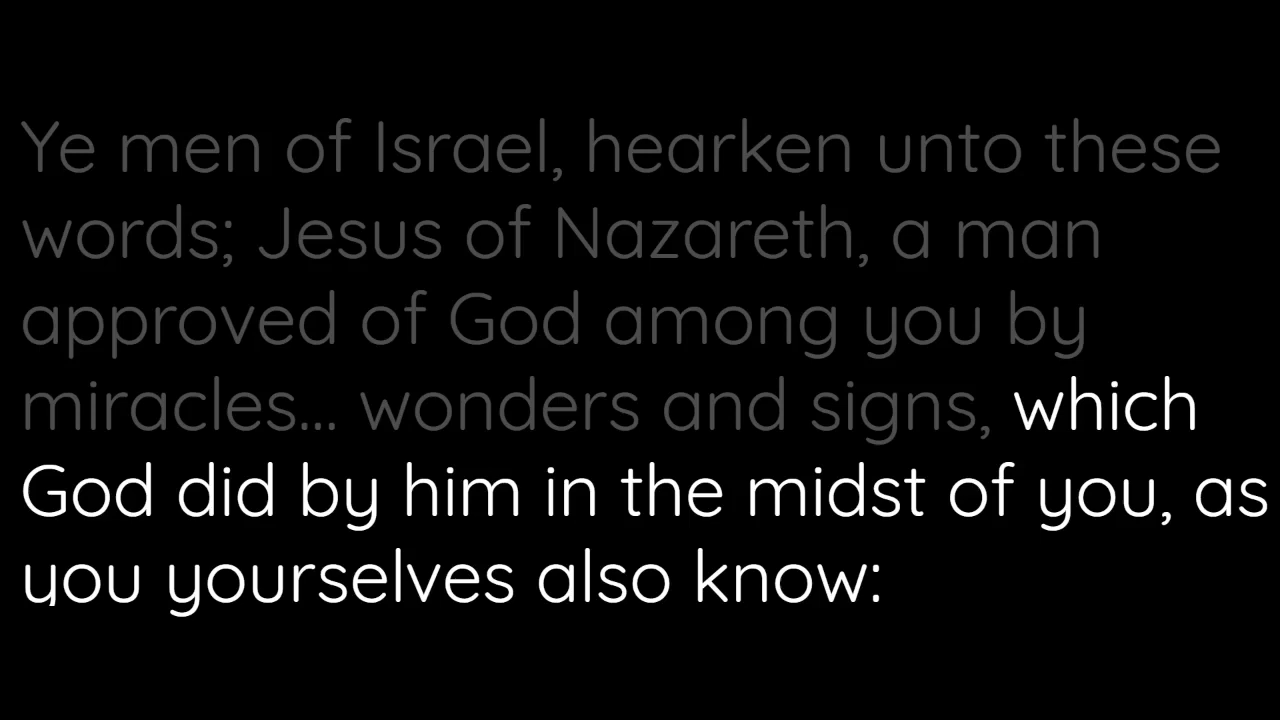 Ye men of Israel, hearken unto these
words; Jesus of Nazareth, a man
approved of God among you by
miracles... wonders and signs, which
God did by him in the midst of you, as
you yourselves also know: